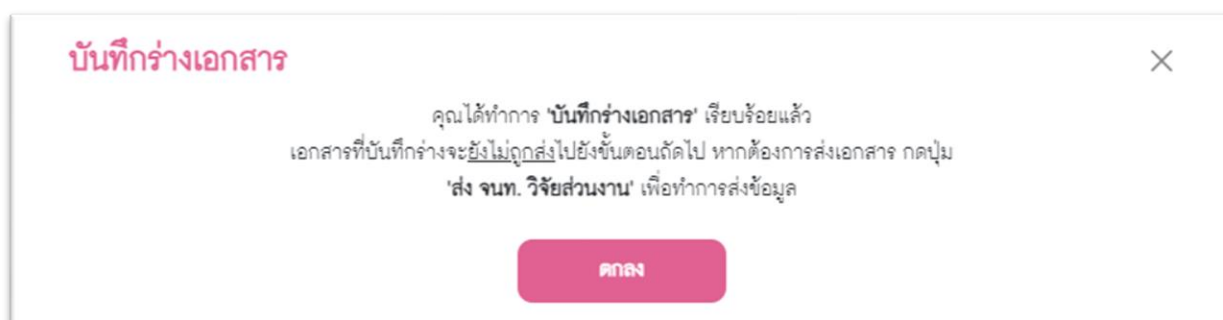 บันทึกร่างเอกสาร
คุณได้ทำการ 'บันทึกร่างเอกสาร' เรียบร้อยแล้ว
เอกสารที่บันทึกร่างจะยังไม่ถูกส่งไปยังขั้นตอนถัดไป หากต้องการส่งเอกสาร กดปุ่ม
'ส่ง จนท. วิจัยส่วนงาน' เพื่อทำการส่งข้อมูล
ตกลง